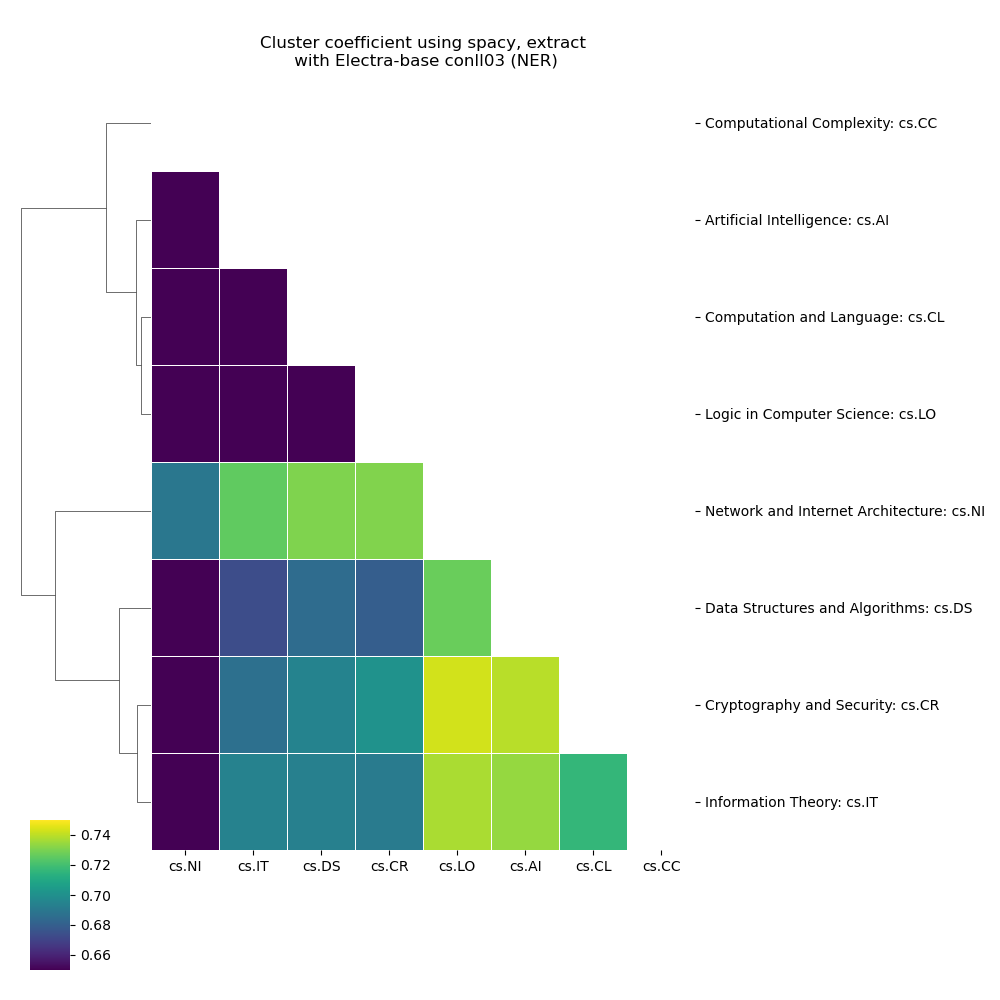 Cluster coefficient using spacy, extract
with Electra-base conll03 (NER)
Computational Complexity: cs.CC
Artificial Intelligence: cs.AI
Computation and Language: cs.CL
Logic in Computer Science: cs.LO
Network and Internet Architecture: cs.NI
Data Structures and Algorithms: cs.DS
Cryptography and Security: cs.CR
Information Theory: cs.IT
cs.NI cs.IT cs.DS cs.CR cs.LO cs.AI cs.CL cs.CC
0.74
0.72
0.70
0.68
0.66